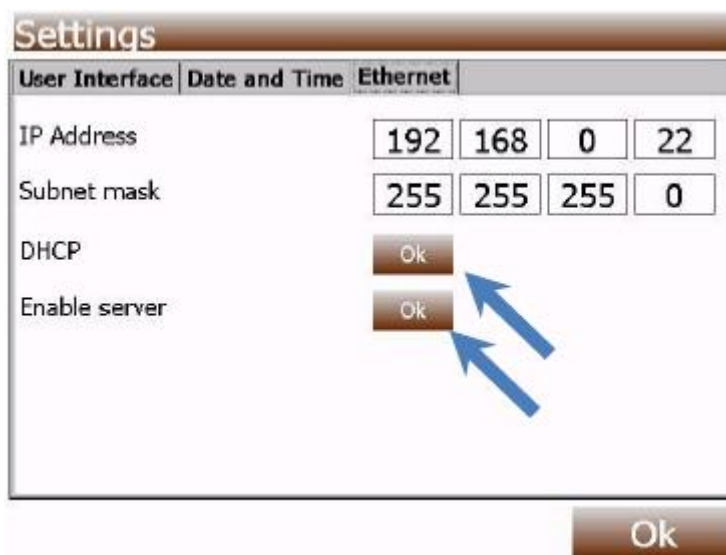 Settings
User Interface Date and Time Ethernet
IP Address 192 168 0 22
Subnet mask 255 255 255 0
DHCP Ok
Enable server Ok
Ok